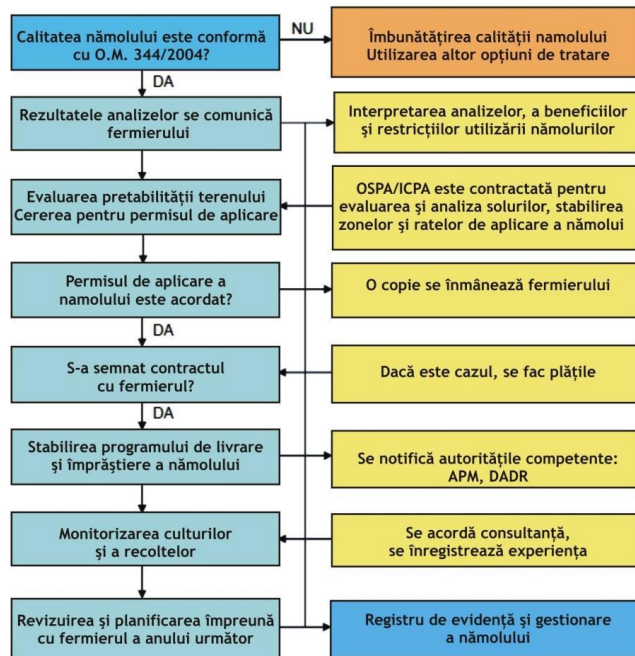 Calitatea nămolului este conformă
cu O.M. 344/2004?
NU
Îmbunătățirea calității namolului
Utilizarea altor opțiuni de tratare
DA
Rezultatele analizelor se comunică
fermierului
Interpretarea analizelor, a beneficiilor
și restricțiilor utilizării nămolurilor
Evaluarea pretabilității terenului
Cererea pentru permisul de aplicare
OSPA/ICPA este contractată pentru
evaluarea și analiza solurilor, stabilirea
zonelor și ratelor de aplicare a nămolui
Permisul de aplicare a
namolului este acordat?
O copie se înmânează fermierului
DA
S-a semnat contractul
cu fermierul?
Dacă este cazul, se fac plățile
DA
Stabilirea programului de livrare
și împrăștiere a nămolului
Se notifică autoritățile competente:
APM, DADR
Monitorizarea culturilor
și a recoltelor
Se acordă consultanță,
se înregistrează experiența
Revizuirea și planificarea împreună
cu fermierul a anului următor
Registru de evidență și gestionare
a nămolului